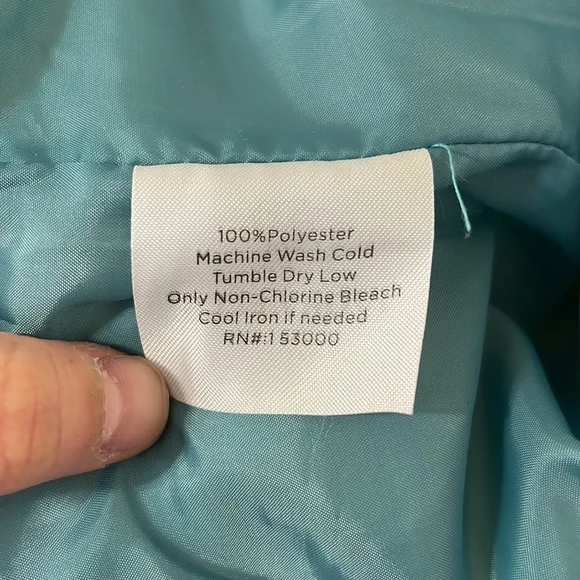 100%Polyester
Machine Wash Cold
Tumble Dry Low
Only Non-Chlorine Bleach
Cool Iron if needed
RN#:153000